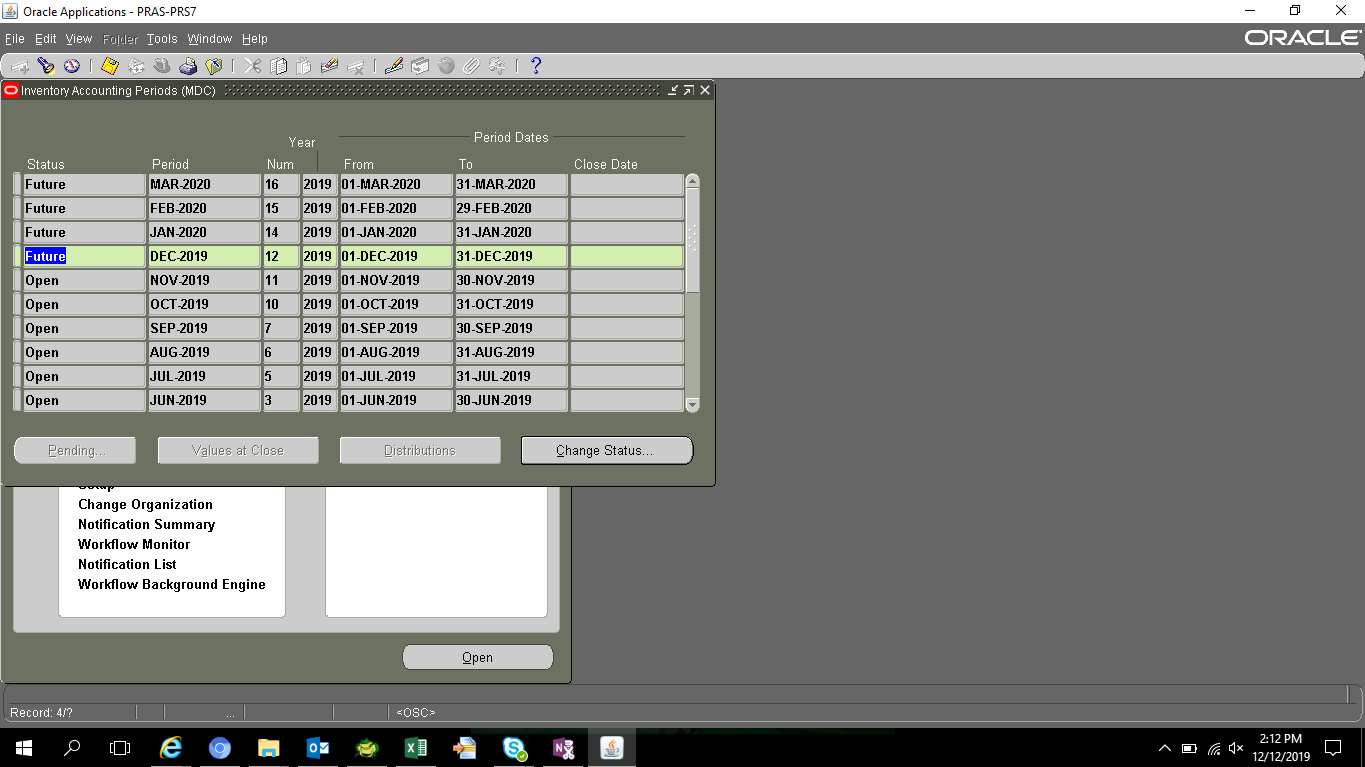 Oracle Applications - PRAS-PRS7
File Edit View Folder Tools Window Help
ORACLE
Inventory Accounting Periods (MDC)
Year Period Dates
Status Period Num From To Close Date
Future MAR-2020 16 2019 01-MAR-2020 31-MAR-2020
Future FEB-2020 15 2019 01-FEB-2020 29-FEB-2020
Future JAN-2020 14 2019 01-JAN-2020 31-JAN-2020
Future DEC-2019 12 2019 01-DEC-2019 31-DEC-2019
Open NOV-2019 11 2019 01-NOV-2019 30-NOV-2019
Open OCT-2019 10 2019 01-OCT-2019 31-OCT-2019
Open SEP-2019 7 2019 01-SEP-2019 30-SEP-2019
Open AUG-2019 6 2019 01-AUG-2019 31-AUG-2019
Open JUL-2019 5 2019 01-JUL-2019 31-JUL-2019
Open JUN-2019 3 2019 01-JUN-2019 30-JUN-2019
Pending... Values at Close Distributions Change Status...
Setup
Change Organization
Notification Summary
Workflow Monitor
Notification List
Workflow Background Engine
Open
Record: 4/? ... <OSC>
2:12 PM
12/12/2019